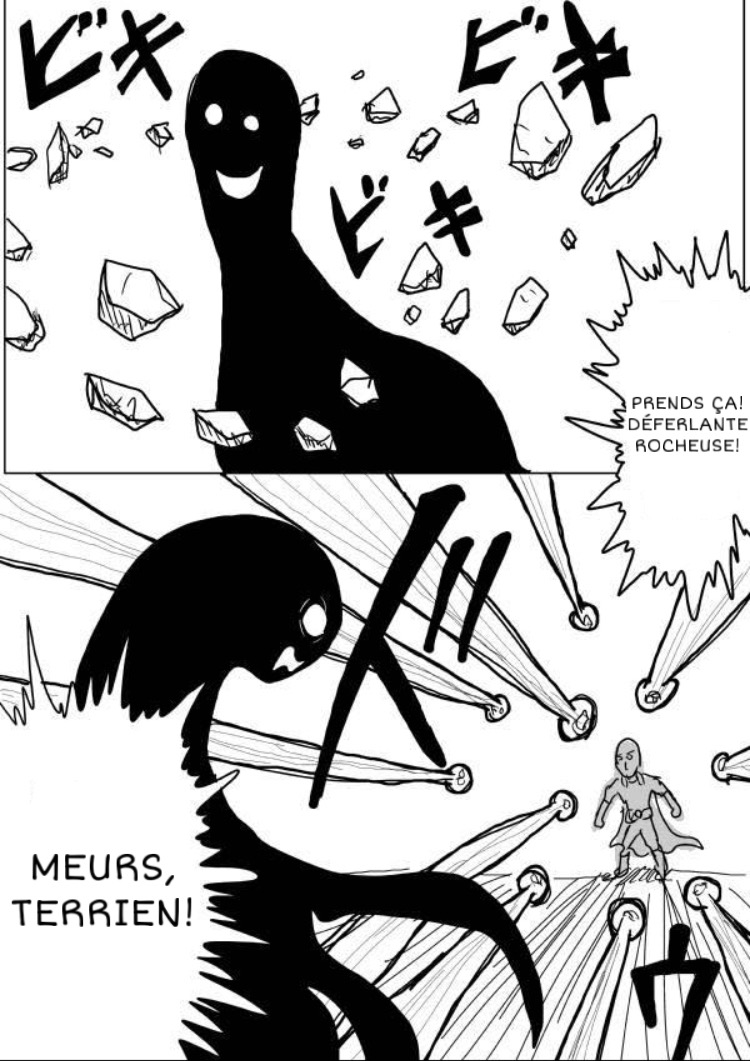 ビキ
ビキ
ビキ
PRENDS ÇA!
DÉFERLANTE
ROCHEUSE!
ズ
ウ
MEURS,
TERRIEN!